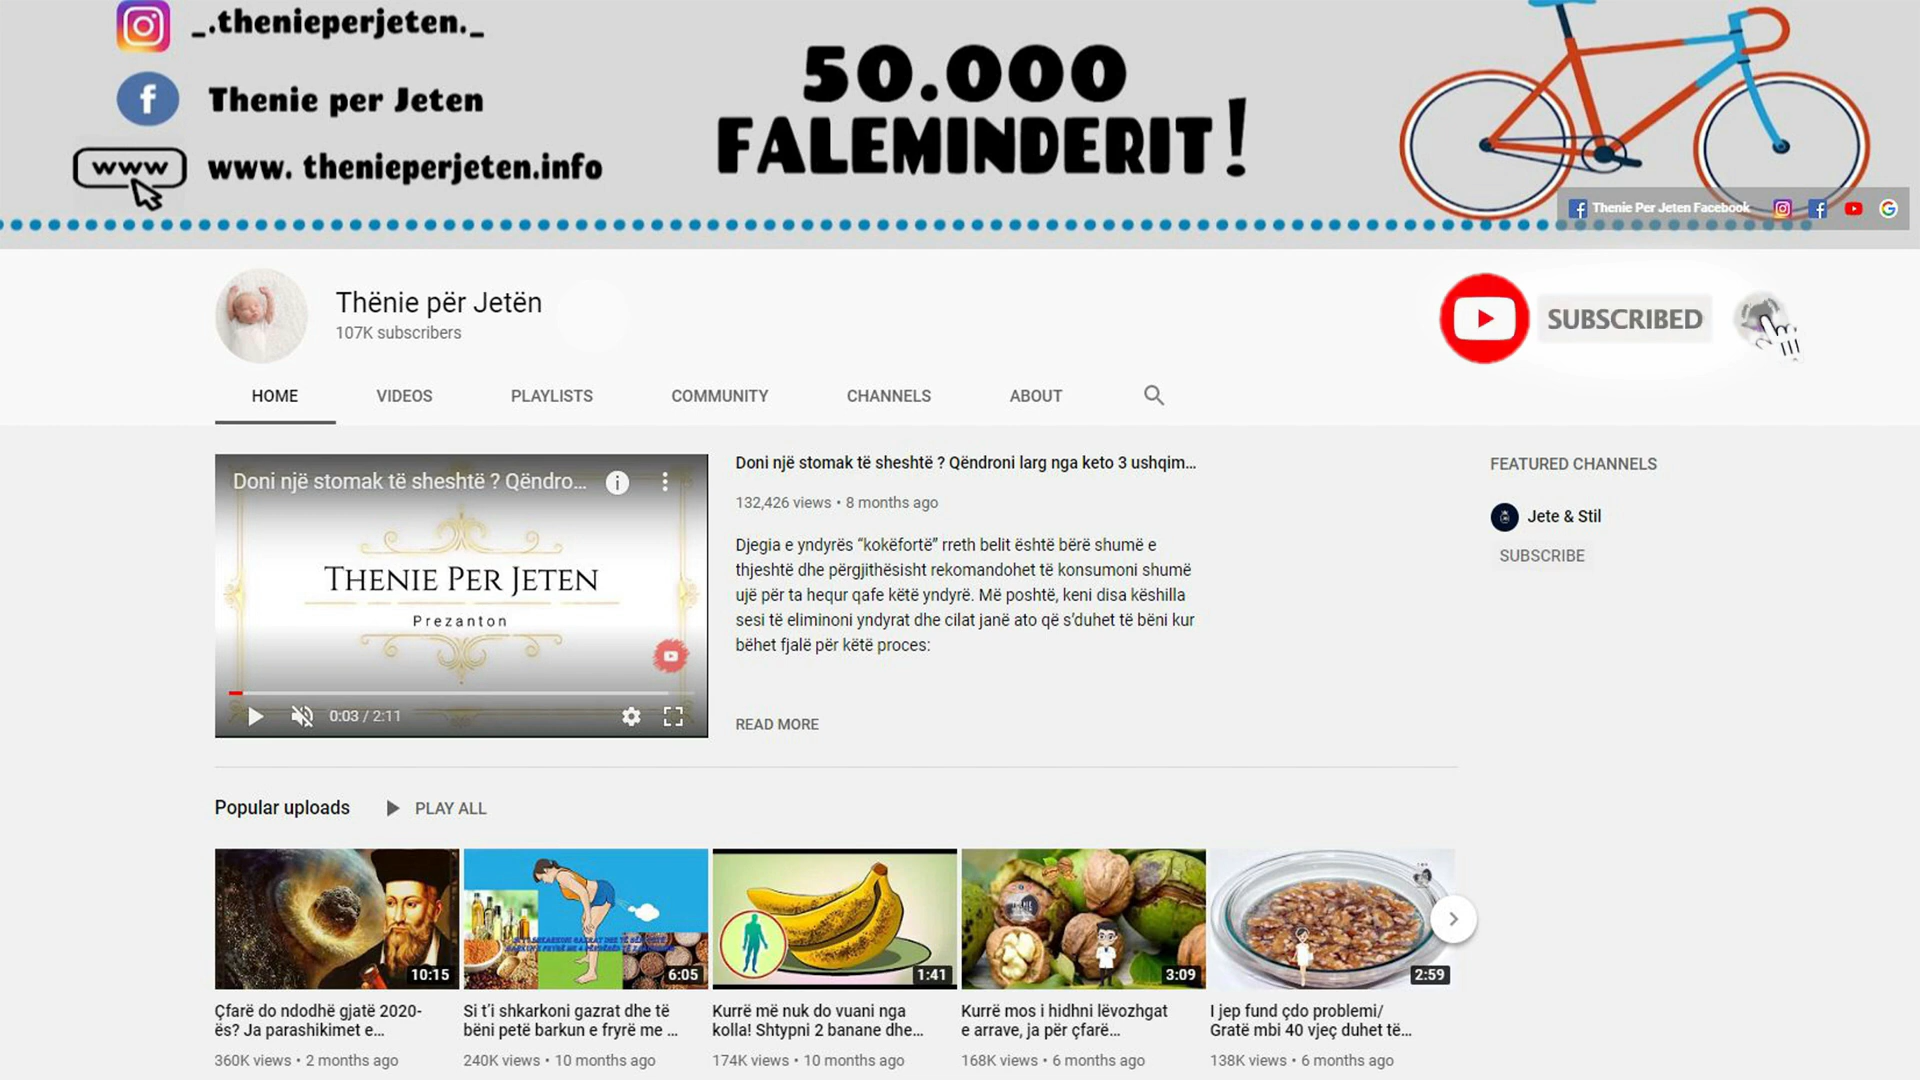 _.thenieperjeten._
Thenie per Jeten
www
www. thenieperjeten.info
50.000
FALEMINDERIT!
Thenie Per Jeten Facebook
Thënie për Jetën
107K subscribers
SUBSCRIBED
HOME
VIDEOS
PLAYLISTS
COMMUNITY
CHANNELS
ABOUT
Doni një stomak të sheshtë ? Qëndro...
THENIE PER JETEN
Prezanton
0:03 / 2:11
Doni një stomak të sheshtë ? Qëndroni larg nga keto 3 ushqim...
132,426 views • 8 months ago
Djegia e yndyrës “kokëfortë” rreth belit është bërë shumë e
thjeshtë dhe përgjithësisht rekomandohet të konsumoni shumë
ujë për ta hequr qafe këtë yndyrë. Më poshtë, keni disa këshilla
sesi të eliminoni yndyrat dhe cilat janë ato që s’duhet të bëni kur
bëhet fjalë për këtë proces:
READ MORE
FEATURED CHANNELS
Jete & Stil
SUBSCRIBE
Popular uploads
PLAY ALL
10:15
6:05
1:41
3:09
2:59
Çfarë do ndodhë gjatë 2020-
ës? Ja parashikimet e...
360K views • 2 months ago
Si t’i shkarkoni gazrat dhe të
bëni petë barkun e fryrë me ...
240K views • 10 months ago
Kurrë më nuk do vuani nga
kolla! Shtypni 2 banane dhe...
174K views • 10 months ago
Kurrë mos i hidhni lëvozhgat
e arrave, ja për çfarë...
168K views • 6 months ago
I jep fund çdo problemi/
Gratë mbi 40 vjeç duhet të...
138K views • 6 months ago